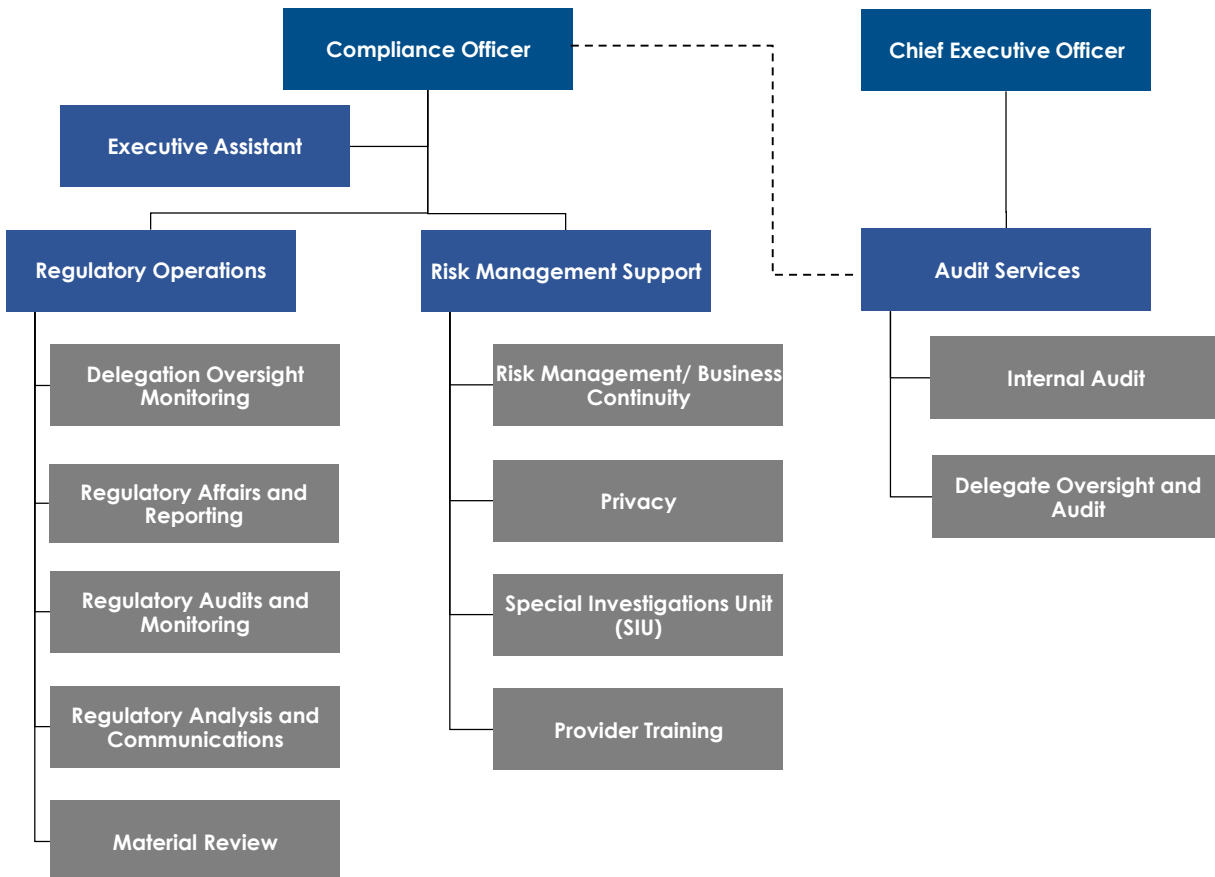 Compliance Officer
Chief Executive Officer
Executive Assistant
Regulatory Operations
Risk Management Support
Audit Services
Delegation Oversight
Monitoring
Regulatory Affairs and
Reporting
Regulatory Audits and
Monitoring
Regulatory Analysis and
Communications
Material Review
Risk Management/ Business
Continuity
Privacy
Special Investigations Unit
(SIU)
Provider Training
Internal Audit
Delegate Oversight and
Audit